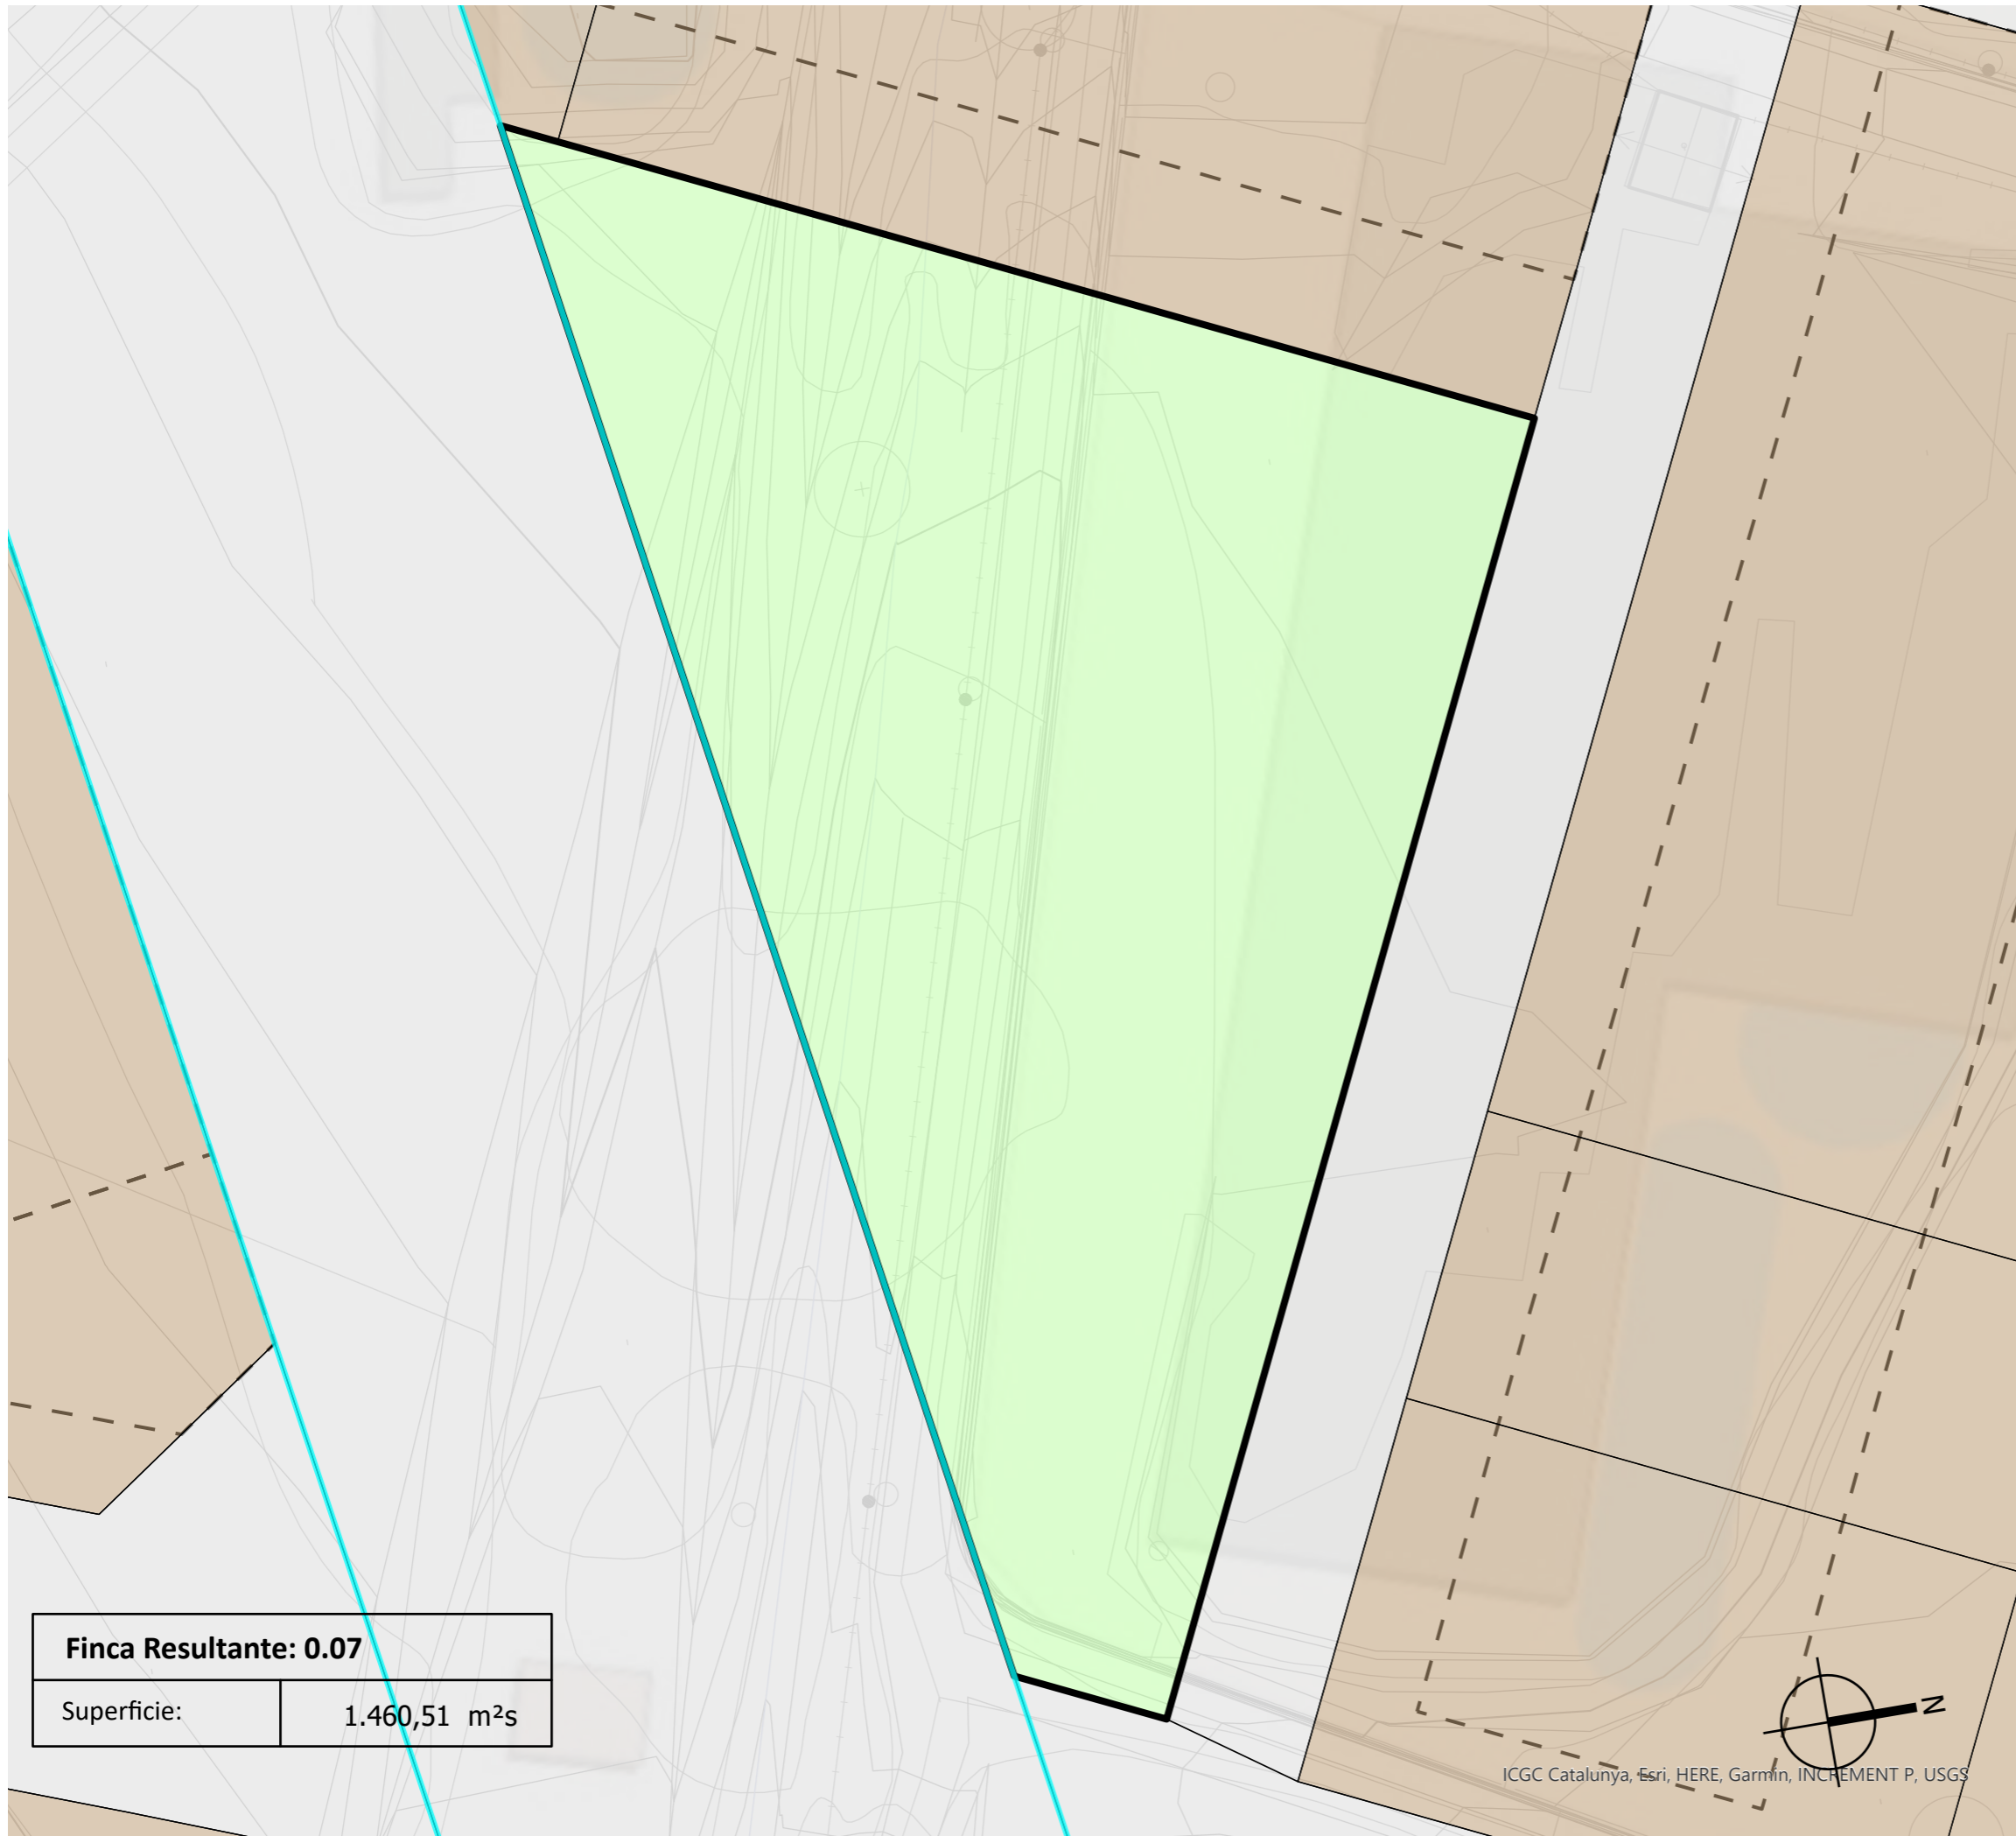 Finca Resultante: 0.07
Superficie: 1.460,51 m²s
N
ICGC Catalunya, Esri, HERE, Garmin, INCREMENT P, USGS